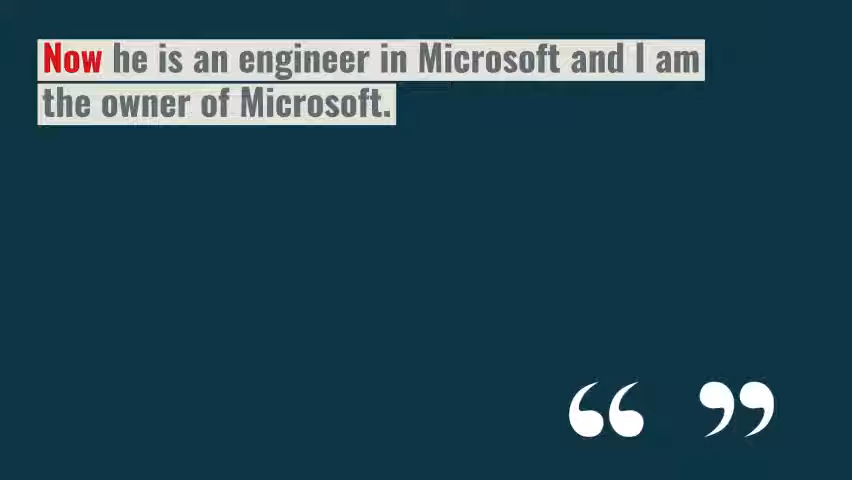 Now he is an engineer in Microsoft and I am
the owner of Microsoft.
“ ”